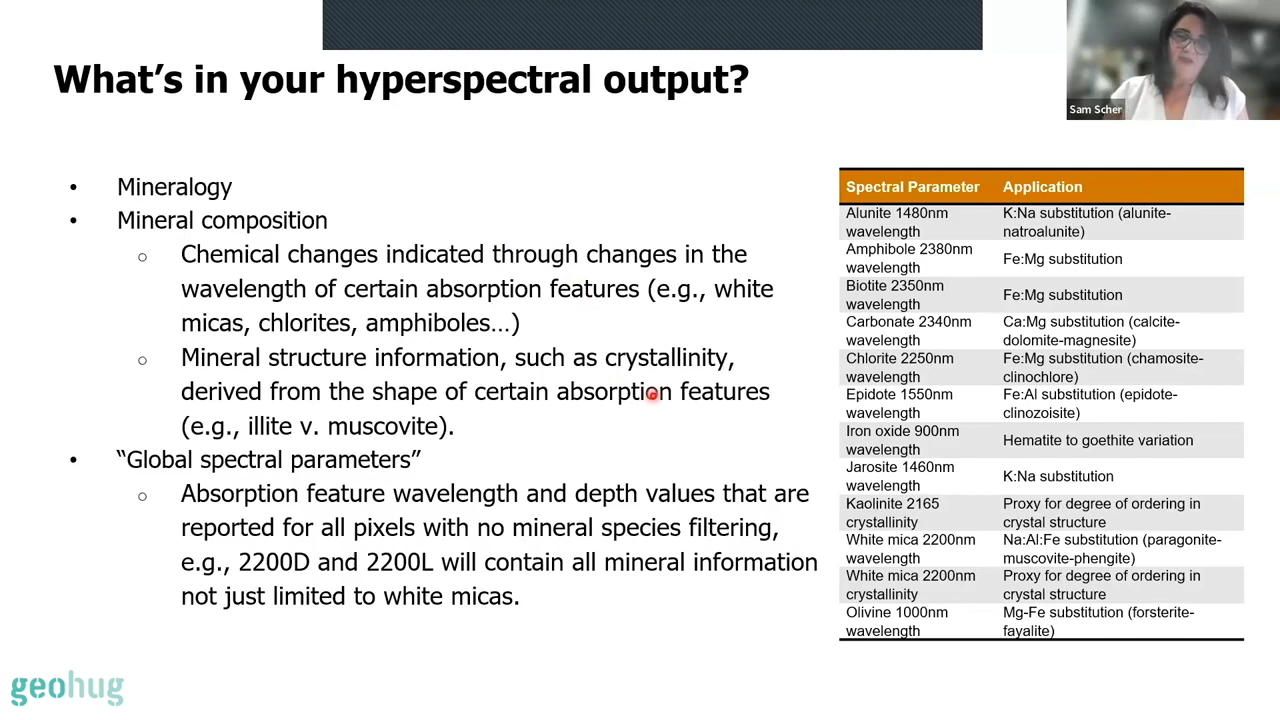 Sam Scher
What's in your hyperspectral output?
• Mineralogy
• Mineral composition
○ Chemical changes indicated through changes in the
wavelength of certain absorption features (e.g., white
micas, chlorites, amphiboles...)
○ Mineral structure information, such as crystallinity,
derived from the shape of certain absorption features
(e.g., illite v. muscovite).
• “Global spectral parameters”
○ Absorption feature wavelength and depth values that are
reported for all pixels with no mineral species filtering,
e.g., 2200D and 2200L will contain all mineral information
not just limited to white micas.
Spectral Parameter Application
Alunite 1480nm
wavelength
K:Na substitution (alunite-
natroalunite)
Amphibole 2380nm
wavelength
Fe:Mg substitution
Biotite 2350nm
wavelength
Fe:Mg substitution
Carbonate 2340nm
wavelength
Ca:Mg substitution (calcite-
dolomite-magnesite)
Chlorite 2250nm
wavelength
Fe:Mg substitution (chamosite-
clinochlore)
Epidote 1550nm
wavelength
Fe:Al substitution (epidote-
clinozoisite)
Iron oxide 900nm
wavelength
Hematite to goethite variation
Jarosite 1460nm
wavelength
K:Na substitution
Kaolinite 2165
crystallinity
Proxy for degree of ordering in
crystal structure
White mica 2200nm
wavelength
Na:Al:Fe substitution (paragonite-
muscovite-phengite)
White mica 2200nm
crystallinity
Proxy for degree of ordering in
crystal structure
Olivine 1000nm
wavelength
Mg-Fe substitution (forsterite-
fayalite)
geohug